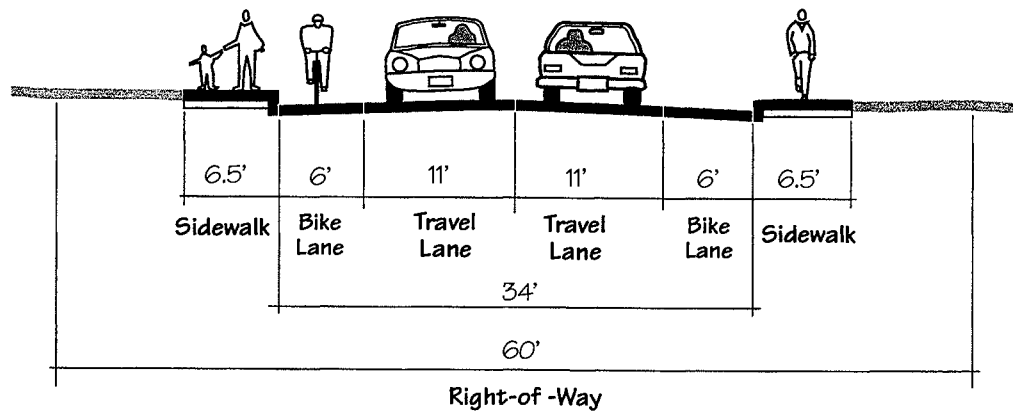 6.5’ 6’ 11’ 11’ 6’ 6.5’
Sidewalk Bike Lane Travel Lane Travel Lane Bike Lane Sidewalk
34’
60’
Right-of -Way